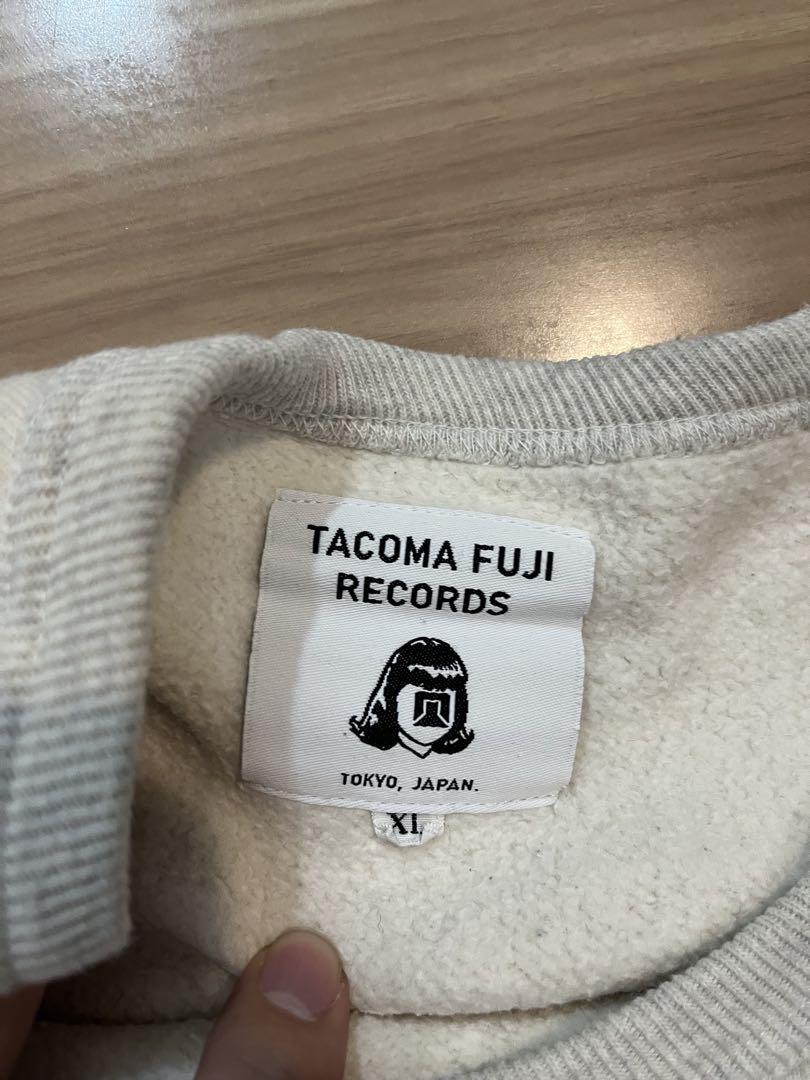 TACOMA FUJI
RECORDS
TOKYO, JAPAN.
XL